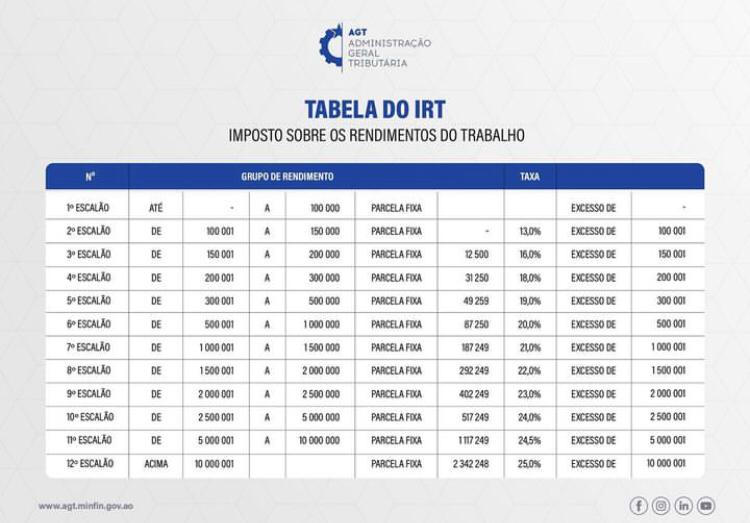 AGT
ADMINISTRAÇÃO
GERAL
TRIBUTÁRIA
TABELA DO IRT
IMPOSTO SOBRE OS RENDIMENTOS DO TRABALHO
Nº GRUPO DE RENDIMENTO TAXA
1º ESCALÃO ATÉ - A 100 000 PARCELA FIXA EXCESSO DE -
2º ESCALÃO DE 100 001 A 150 000 PARCELA FIXA - 13,0% EXCESSO DE 100 001
3º ESCALÃO DE 150 001 A 200 000 PARCELA FIXA 12 500 16,0% EXCESSO DE 150 001
4º ESCALÃO DE 200 001 A 300 000 PARCELA FIXA 31 250 18,0% EXCESSO DE 200 001
5º ESCALÃO DE 300 001 A 500 000 PARCELA FIXA 49 259 19,0% EXCESSO DE 300 001
6º ESCALÃO DE 500 001 A 1 000 000 PARCELA FIXA 87 250 20,0% EXCESSO DE 500 001
7º ESCALÃO DE 1 000 001 A 1 500 000 PARCELA FIXA 187 249 21,0% EXCESSO DE 1 000 001
8º ESCALÃO DE 1 500 001 A 2 000 000 PARCELA FIXA 292 249 22,0% EXCESSO DE 1 500 001
9º ESCALÃO DE 2 000 001 A 2 500 000 PARCELA FIXA 402 249 23,0% EXCESSO DE 2 000 001
10º ESCALÃO DE 2 500 001 A 5 000 000 PARCELA FIXA 517 249 24,0% EXCESSO DE 2 500 001
11º ESCALÃO DE 5 000 001 A 10 000 000 PARCELA FIXA 1 117 249 24,5% EXCESSO DE 5 000 001
12º ESCALÃO ACIMA 10 000 001 PARCELA FIXA 2 342 248 25,0% EXCESSO DE 10 000 001
www.agt.minfin.gov.ao